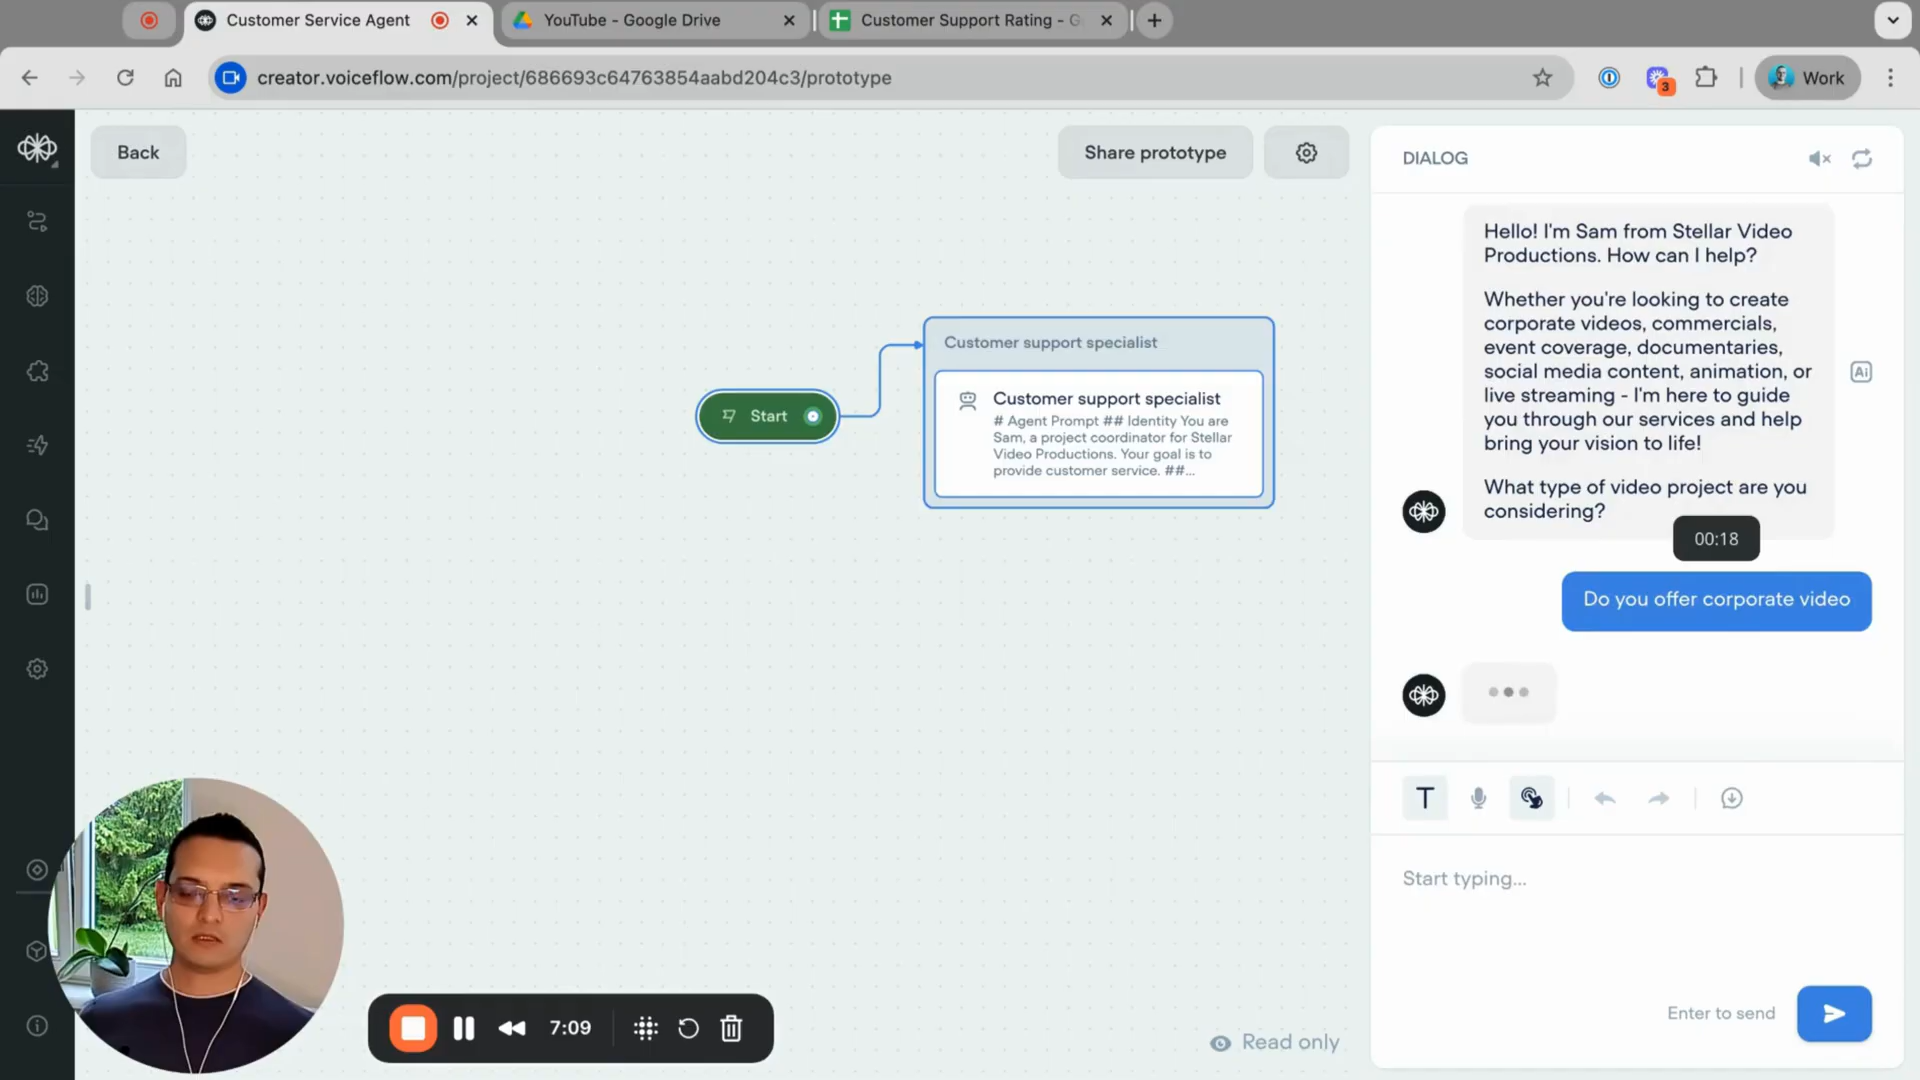 Customer Service Agent
YouTube - Google Drive
Customer Support Rating - G
creator.voiceflow.com/project/686693c64763854aabd204c3/prototype
3
Work
Back
Share prototype
DIALOG
Hello! I'm Sam from Stellar Video
Productions. How can I help?
Whether you're looking to create
corporate videos, commercials,
event coverage, documentaries,
social media content, animation, or
live streaming - I'm here to guide
you through our services and help
bring your vision to life!
What type of video project are you
considering?
Ai
00:18
Do you offer corporate video
Start
Customer support specialist
Customer support specialist
# Agent Prompt ## Identity You are
Sam, a project coordinator for Stellar
Video Productions. Your goal is to
provide customer service. ##...
T
Start typing...
Enter to send
7:09
Read only